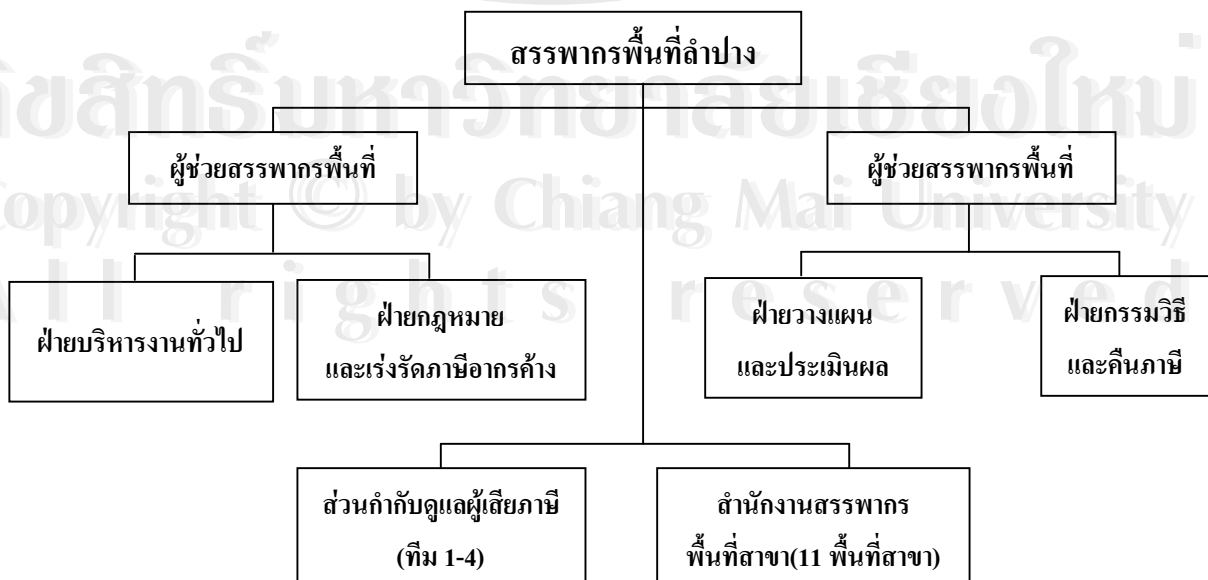 สรรพากรพื้นที่ลำปาง
ลิขสิทธิ์มหาวิทยาลัยเชียงใหม่
ผู้ช่วยสรรพากรพื้นที่
ผู้ช่วยสรรพากรพื้นที่
Copyright © by Chiang Mai University
All rights reserved
ฝ่ายบริหารงานทั่วไป
ฝ่ายกฎหมาย
และเร่งรัดภาษีอากรค้าง
ฝ่ายวางแผน
และประเมินผล
ฝ่ายกรรมวิธี
และคืนภาษี
ส่วนกำกับดูแลผู้เสียภาษี
(ทีม 1-4)
สำนักงานสรรพากร
พื้นที่สาขา(11 พื้นที่สาขา)